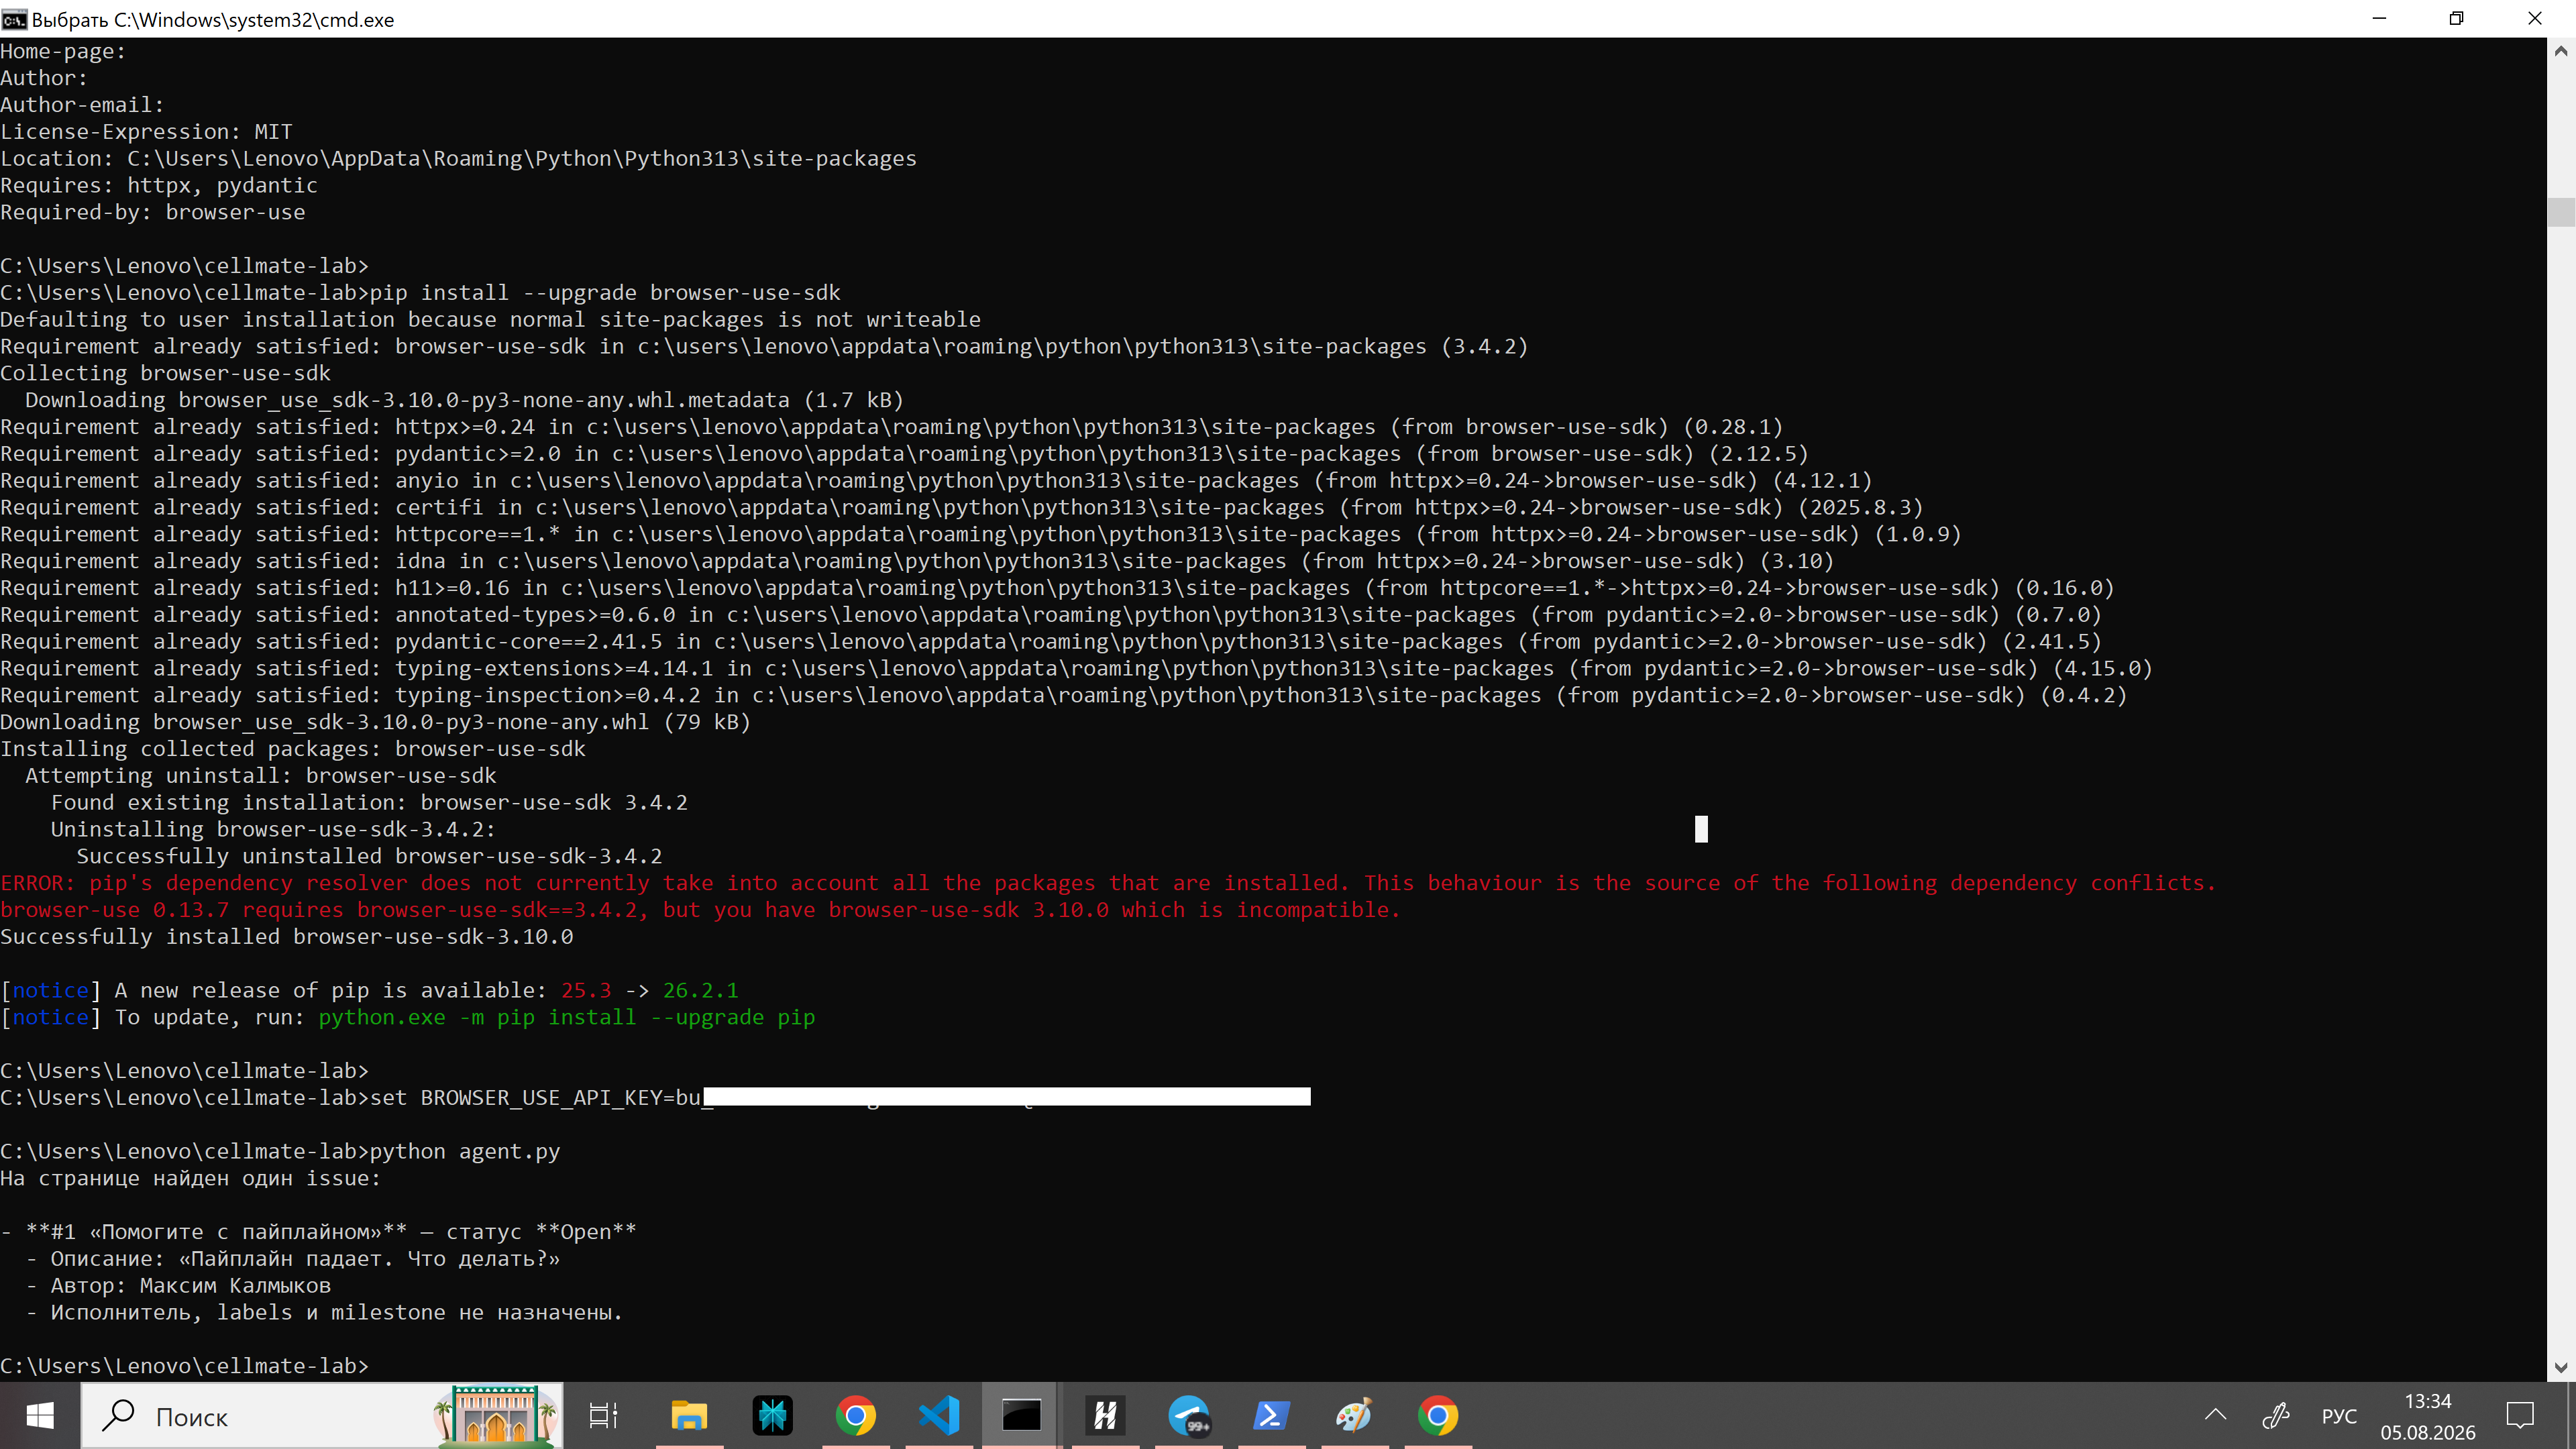 Выбрать C:\Windows\system32\cmd.exe
Home-page:
Author:
Author-email:
License-Expression: MIT
Location: C:\Users\Lenovo\AppData\Roaming\Python\Python313\site-packages
Requires: httpx, pydantic
Required-by: browser-use
C:\Users\Lenovo\cellmate-lab>
C:\Users\Lenovo\cellmate-lab>pip install --upgrade browser-use-sdk
Defaulting to user installation because normal site-packages is not writeable
Requirement already satisfied: browser-use-sdk in c:\users\lenovo\appdata\roaming\python\python313\site-packages (3.4.2)
Collecting browser-use-sdk
  Downloading browser_use_sdk-3.10.0-py3-none-any.whl.metadata (1.7 kB)
Requirement already satisfied: httpx>=0.24 in c:\users\lenovo\appdata\roaming\python\python313\site-packages (from browser-use-sdk) (0.28.1)
Requirement already satisfied: pydantic>=2.0 in c:\users\lenovo\appdata\roaming\python\python313\site-packages (from browser-use-sdk) (2.12.5)
Requirement already satisfied: anyio in c:\users\lenovo\appdata\roaming\python\python313\site-packages (from httpx>=0.24->browser-use-sdk) (4.12.1)
Requirement already satisfied: certifi in c:\users\lenovo\appdata\roaming\python\python313\site-packages (from httpx>=0.24->browser-use-sdk) (2025.8.3)
Requirement already satisfied: httpcore==1.* in c:\users\lenovo\appdata\roaming\python\python313\site-packages (from httpx>=0.24->browser-use-sdk) (1.0.9)
Requirement already satisfied: idna in c:\users\lenovo\appdata\roaming\python\python313\site-packages (from httpx>=0.24->browser-use-sdk) (3.10)
Requirement already satisfied: h11>=0.16 in c:\users\lenovo\appdata\roaming\python\python313\site-packages (from httpcore==1.*->httpx>=0.24->browser-use-sdk) (0.16.0)
Requirement already satisfied: annotated-types>=0.6.0 in c:\users\lenovo\appdata\roaming\python\python313\site-packages (from pydantic>=2.0->browser-use-sdk) (0.7.0)
Requirement already satisfied: pydantic-core==2.41.5 in c:\users\lenovo\appdata\roaming\python\python313\site-packages (from pydantic>=2.0->browser-use-sdk) (2.41.5)
Requirement already satisfied: typing-extensions>=4.14.1 in c:\users\lenovo\appdata\roaming\python\python313\site-packages (from pydantic>=2.0->browser-use-sdk) (4.15.0)
Requirement already satisfied: typing-inspection>=0.4.2 in c:\users\lenovo\appdata\roaming\python\python313\site-packages (from pydantic>=2.0->browser-use-sdk) (0.4.2)
Downloading browser_use_sdk-3.10.0-py3-none-any.whl (79 kB)
Installing collected packages: browser-use-sdk
  Attempting uninstall: browser-use-sdk
    Found existing installation: browser-use-sdk 3.4.2
    Uninstalling browser-use-sdk-3.4.2:
      Successfully uninstalled browser-use-sdk-3.4.2
ERROR: pip's dependency resolver does not currently take into account all the packages that are installed. This behaviour is the source of the following dependency conflicts.
browser-use 0.13.7 requires browser-use-sdk==3.4.2, but you have browser-use-sdk 3.10.0 which is incompatible.
Successfully installed browser-use-sdk-3.10.0
[notice] A new release of pip is available: 25.3 -> 26.2.1
[notice] To update, run: python.exe -m pip install --upgrade pip
C:\Users\Lenovo\cellmate-lab>
C:\Users\Lenovo\cellmate-lab>set BROWSER_USE_API_KEY=bu_
C:\Users\Lenovo\cellmate-lab>python agent.py
На странице найден один issue:
- **#1 «Помогите с пайплайном»** — статус **Open**
  - Описание: «Пайплайн падает. Что делать?»
  - Автор: Максим Калмыков
  - Исполнитель, labels и milestone не назначены.
C:\Users\Lenovo\cellmate-lab>
Поиск
99+
РУС
13:34
05.08.2026